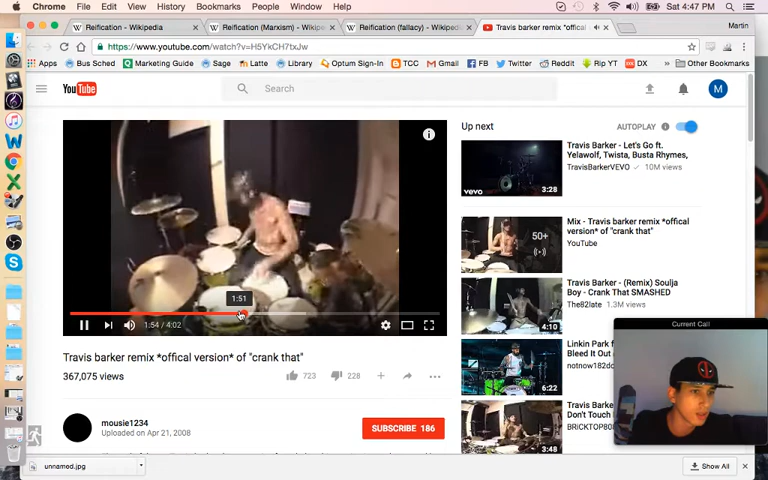 Chrome File Edit View History Bookmarks People Window Help Sat 4:47 PM
Reification - Wikipedia Reification (Marxism) - Wikipe Reification (fallacy) - Wikiped Travis barker remix *offical Martin
https://www.youtube.com/watch?v=H5YkCH7txJw
Apps Bus Sched Marketing Guide Sage Latte Library Optum Sign-In TCC Gmail FB Twitter Reddit Rip YT DX Other Bookmarks
YouTube Search M
Up next AUTOPLAY
Travis Barker - Let's Go ft.
Yelawolf, Twista, Busta Rhymes,
TravisBarkerVEVO 10M views
vevo 3:28
Mix - Travis barker remix *offical
version* of "crank that"
YouTube
50+
Travis Barker - (Remix) Soulja
Boy - Crank That SMASHED
The82late 1.3M views
4:10
1:51
1:54 / 4:02
Current Call
Linkin Park f
Bleed It Out
notnow182d
6:22
Travis barker remix *offical version* of "crank that"
367,075 views 723 228
Travis Barke
Don't Touch
BRiCKTOP80
3:48
mousie1234
Uploaded on Apr 21, 2008
SUBSCRIBE 186
unnamed.jpg Show All